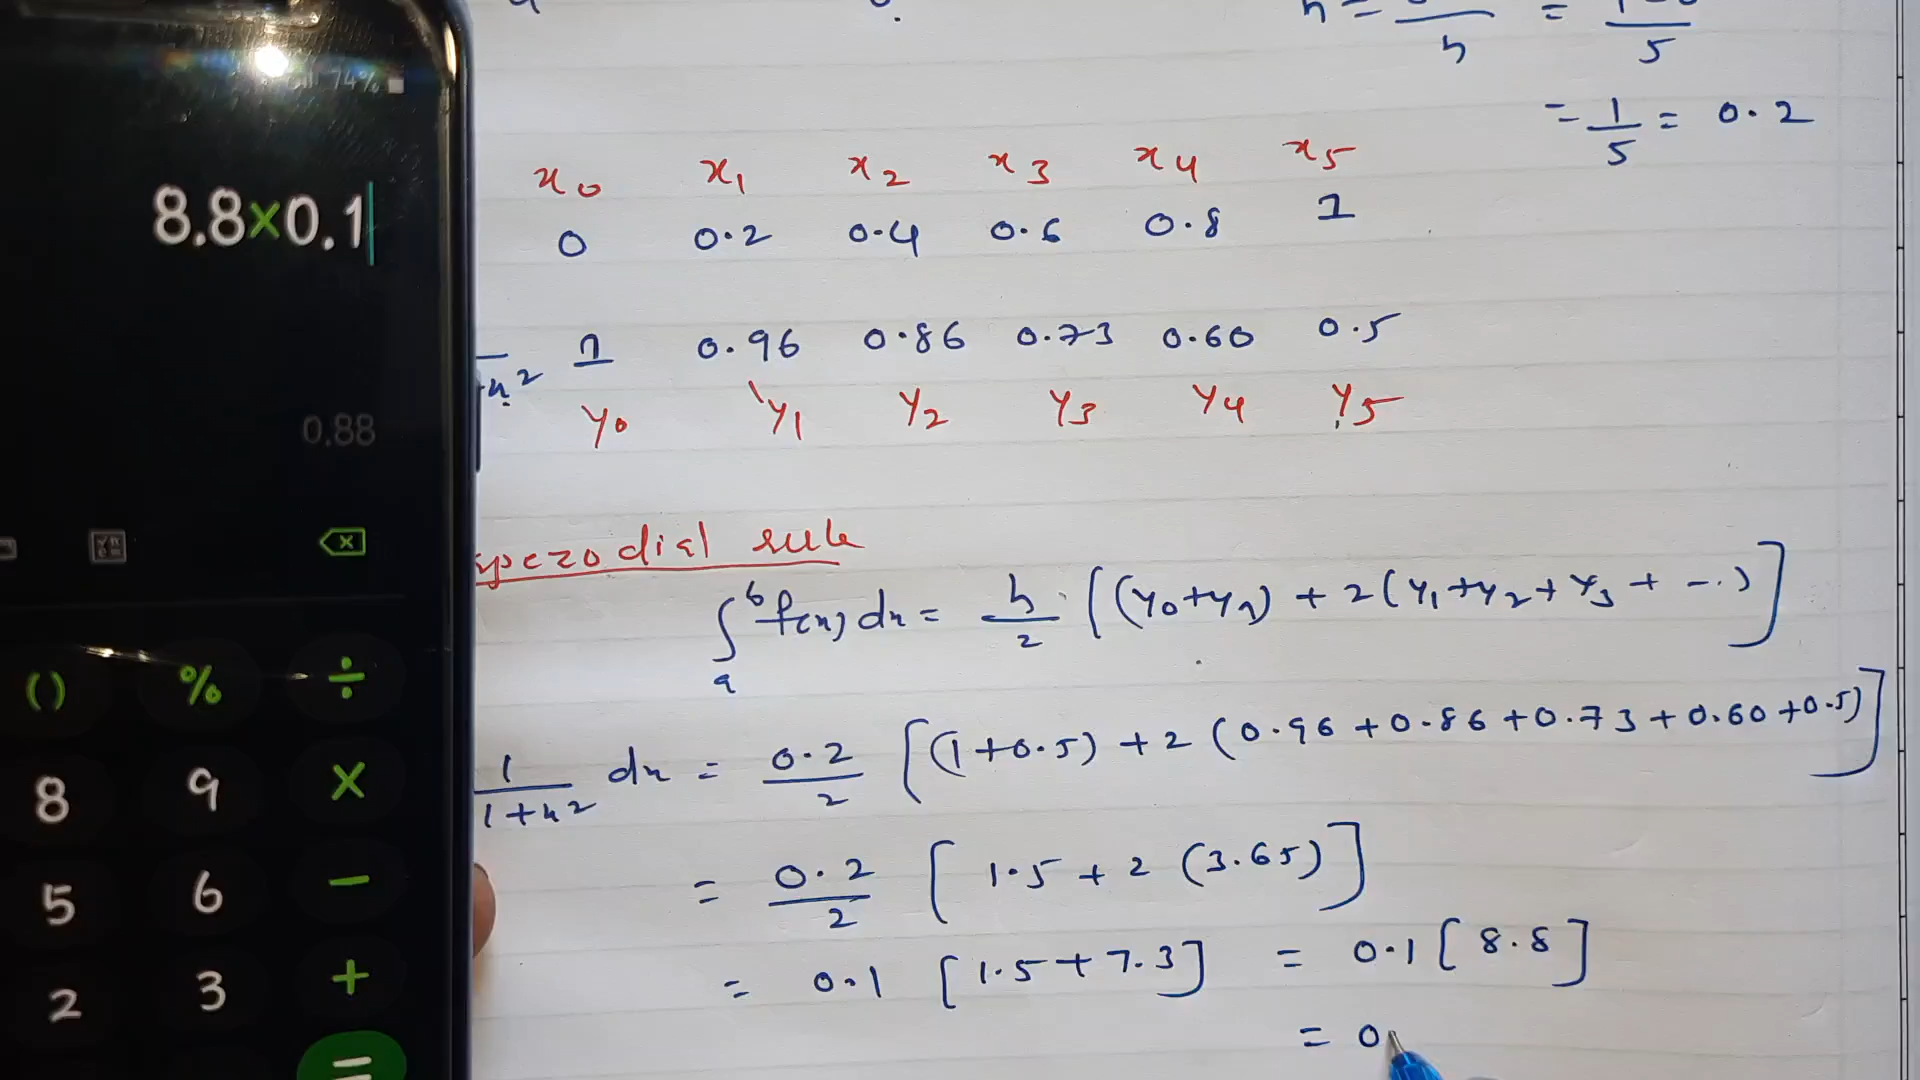 74%
8.8×0.1
0.88
( ) % ÷
8 9 ×
5 6 −
2 3 +
=
= 1/5 = 0.2
x0 x1 x2 x3 x4 x5
0 0.2 0.4 0.6 0.8 1
1 0.96 0.86 0.73 0.60 0.5
y0 y1 y2 y3 y4 y5
pezodial rule
∫_a^b f(x) dx = h/2 [(y0+yn) + 2(y1+y2+y3+ -..)]
1/(1+x²) dx = 0.2/2 [(1+0.5) + 2(0.96+0.86+0.73+0.60+0.5)]
= 0.2/2 [1.5 + 2 (3.65)]
= 0.1 [1.5+7.3] = 0.1 [8.8]
= 0.